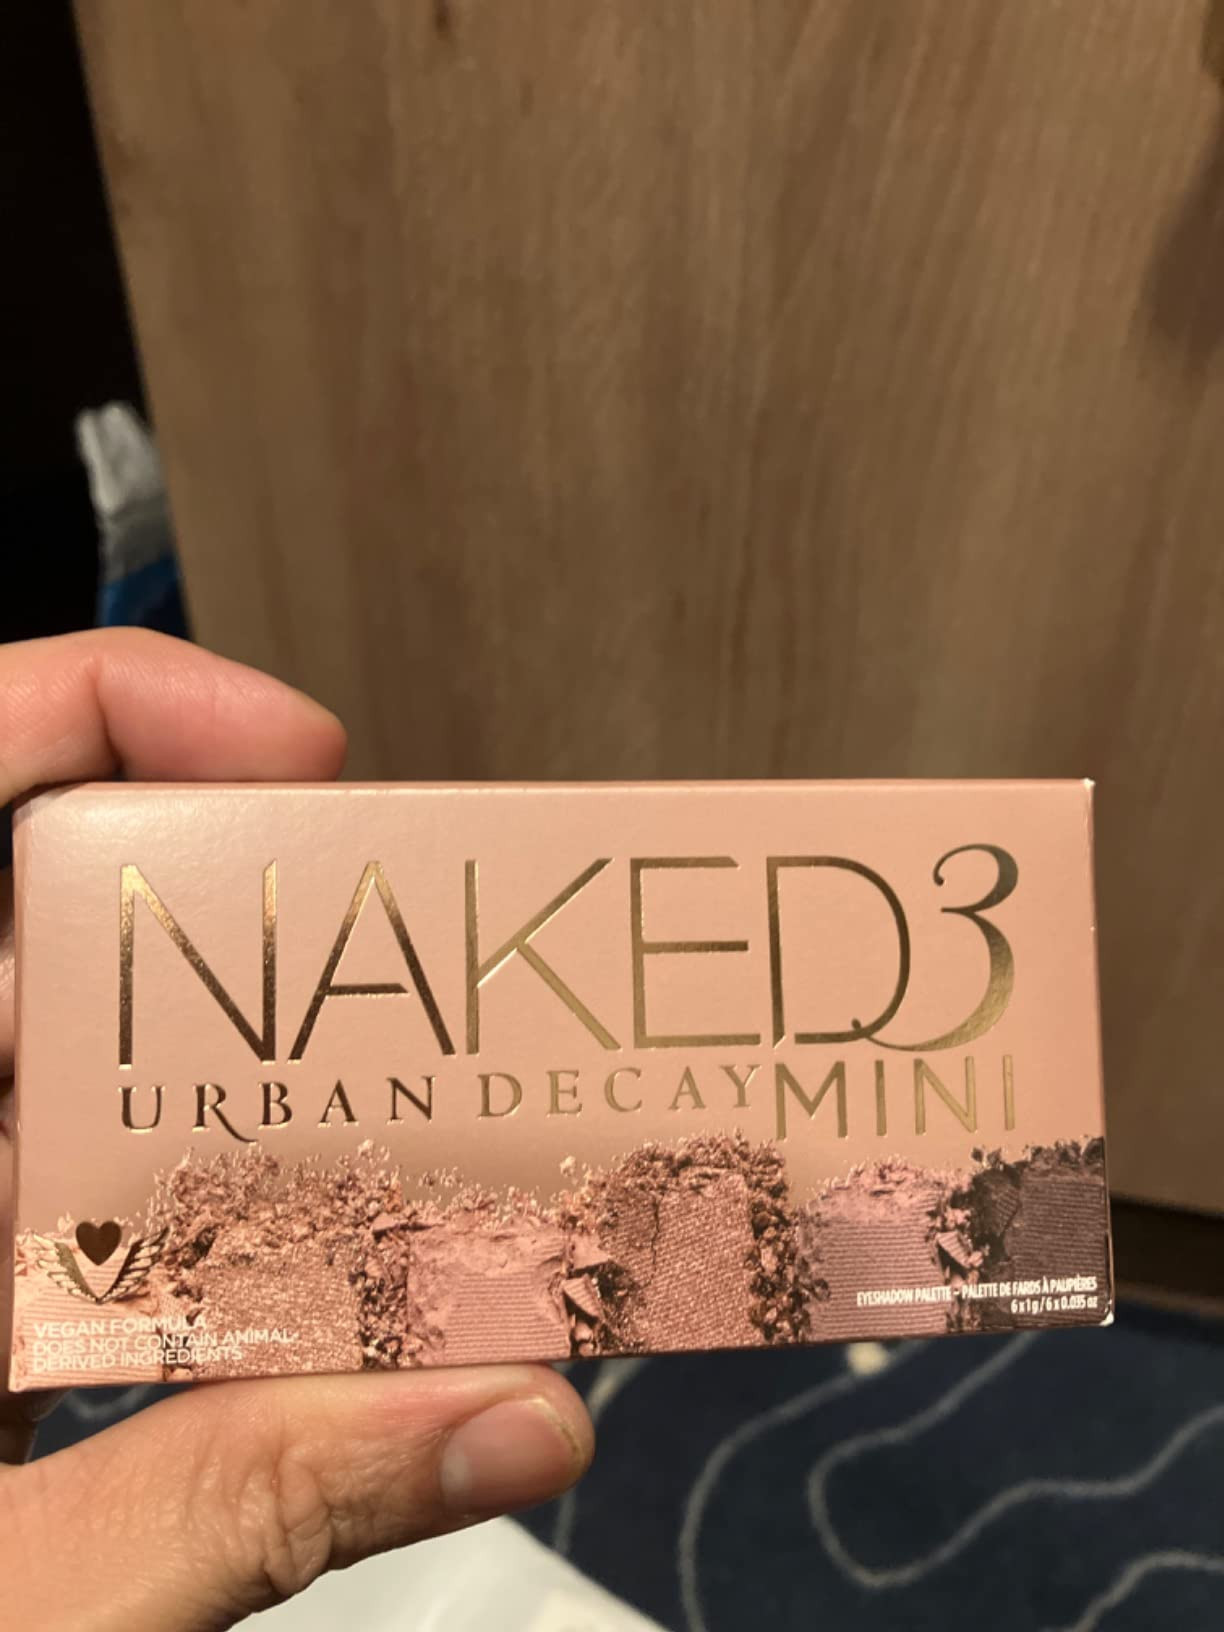 NAKED3
URBAN DECAY MINI
EYESHADOW PALETTE – PALETTE DE FARDS À PAUPIÈRES
6 x 1 g / 6 x 0.035 oz
VEGAN FORMULA
DOES NOT CONTAIN ANIMAL-
DERIVED INGREDIENTS